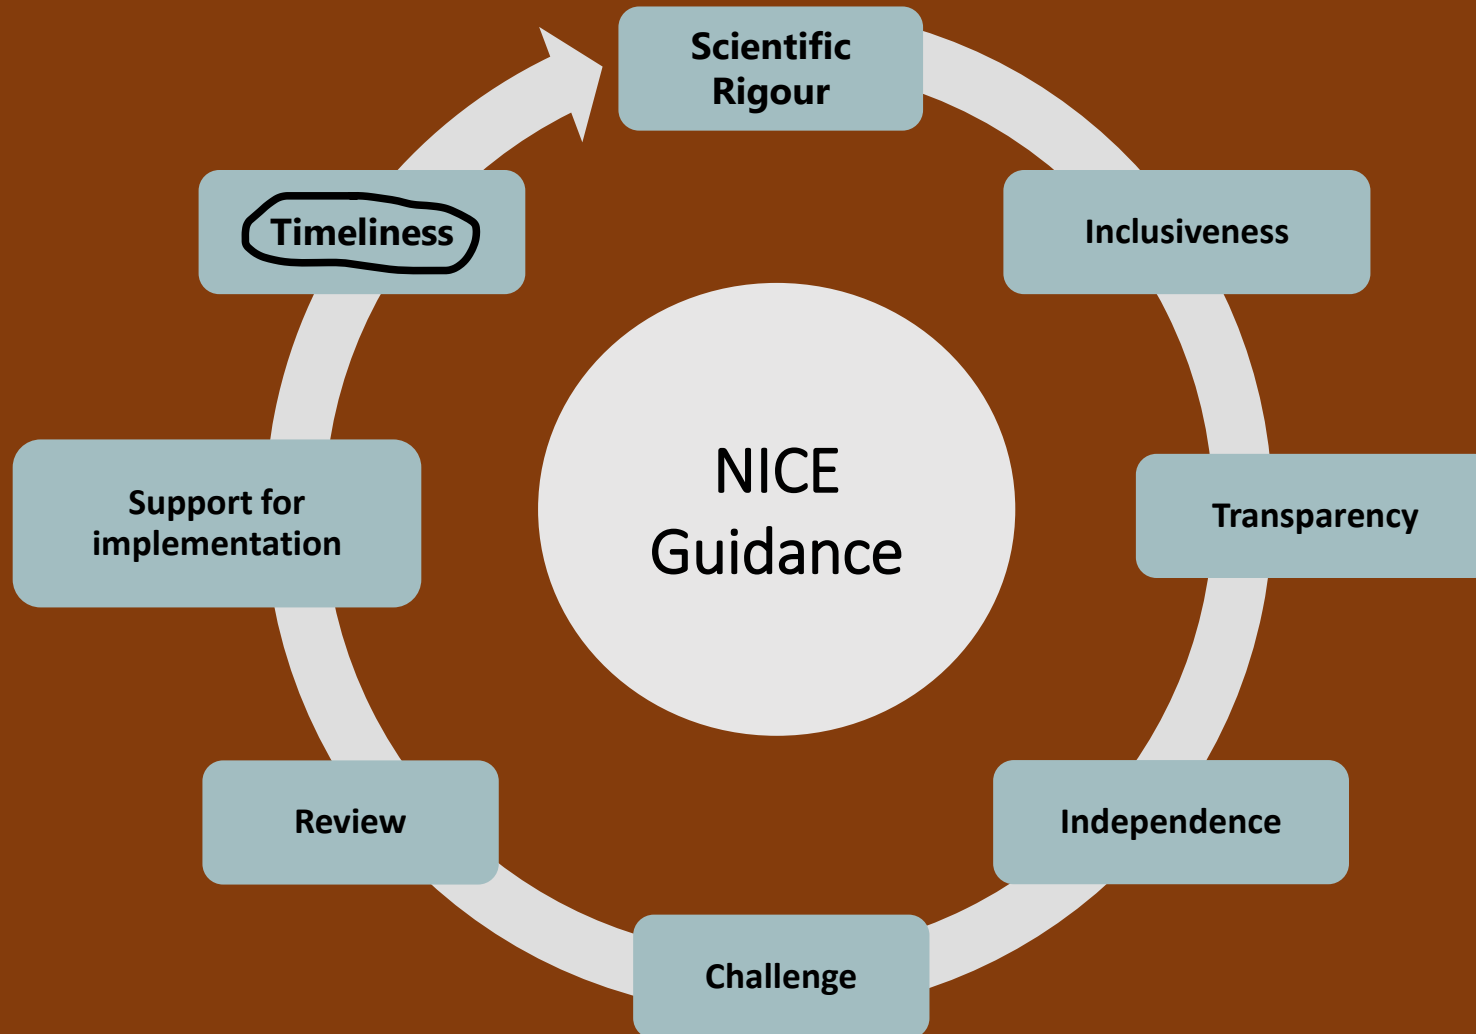 Scientific
Rigour
Inclusiveness
Transparency
Independence
Challenge
Review
Support for
implementation
Timeliness
NICE
Guidance